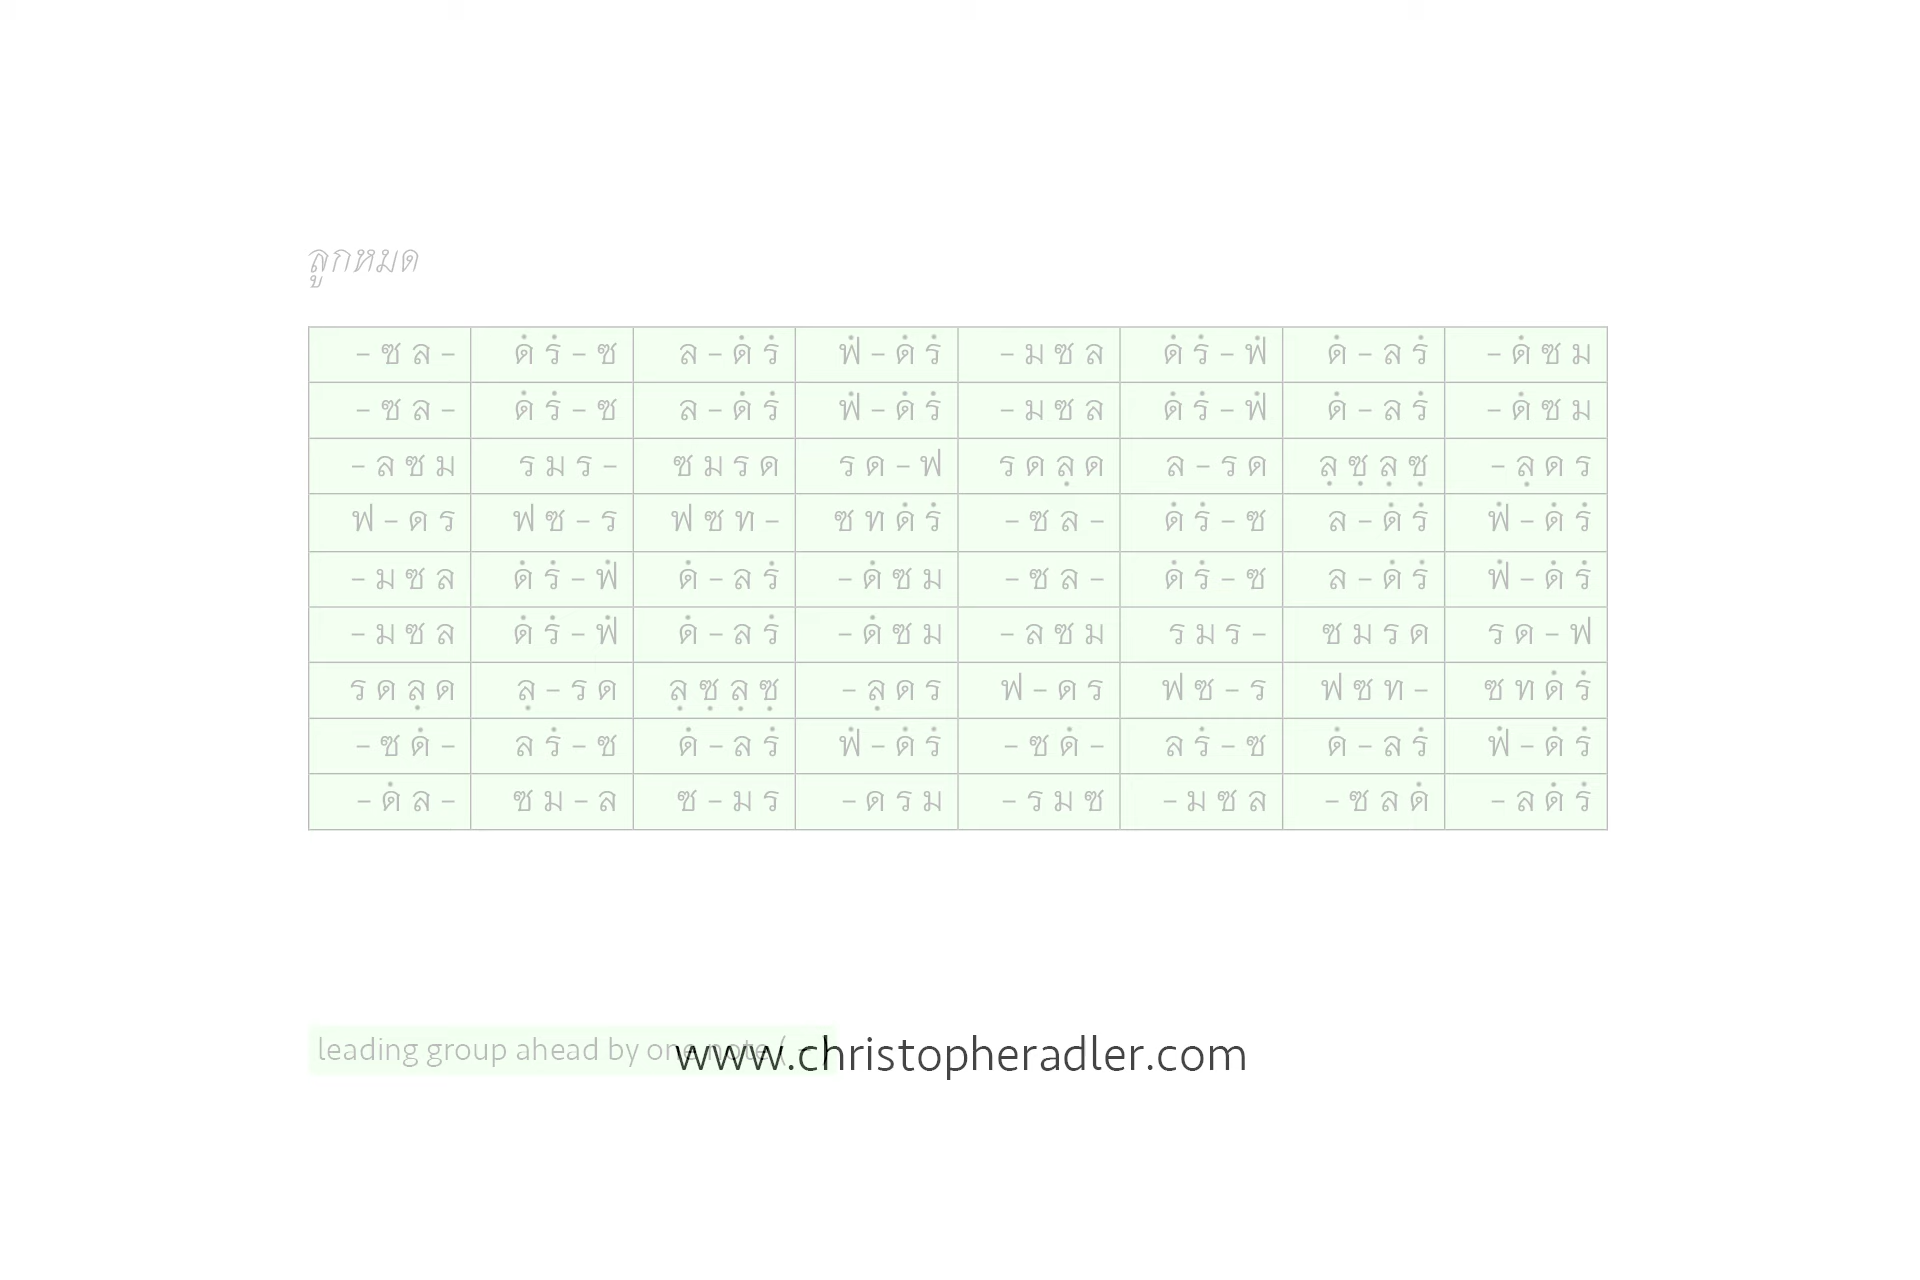 ลูกหมด
– ซ ล – ดํ รํ – ซ ล – ดํ รํ ฟํ – ดํ รํ – ม ซ ล ดํ รํ – ฟํ ดํ – ล รํ – ดํ ซ ม
– ซ ล – ดํ รํ – ซ ล – ดํ รํ ฟํ – ดํ รํ – ม ซ ล ดํ รํ – ฟํ ดํ – ล รํ – ดํ ซ ม
– ล ซ ม ร ม ร – ซ ม ร ด ร ด – ฟ ร ด ลฺ ด ล – ร ด ลฺ ซฺ ลฺ ซฺ – ลฺ ด ร
ฟ – ด ร ฟ ซ – ร ฟ ซ ท – ซ ท ดํ รํ – ซ ล – ดํ รํ – ซ ล – ดํ รํ ฟํ – ดํ รํ
– ม ซ ล ดํ รํ – ฟํ ดํ – ล รํ – ดํ ซ ม – ซ ล – ดํ รํ – ซ ล – ดํ รํ ฟํ – ดํ รํ
– ม ซ ล ดํ รํ – ฟํ ดํ – ล รํ – ดํ ซ ม – ล ซ ม ร ม ร – ซ ม ร ด ร ด – ฟ
ร ด ลฺ ด ลฺ – ร ด ลฺ ซฺ ลฺ ซฺ – ลฺ ด ร ฟ – ด ร ฟ ซ – ร ฟ ซ ท – ซ ท ดํ รํ
– ซ ดํ – ล รํ – ซ ดํ – ล รํ ฟํ – ดํ รํ – ซ ดํ – ล รํ – ซ ดํ – ล รํ ฟํ – ดํ รํ
– ดํ ล – ซ ม – ล ซ – ม ร – ด ร ม – ร ม ซ – ม ซ ล – ซ ล ดํ – ล ดํ รํ
leading group ahead by one note (
www.christopheradler.com